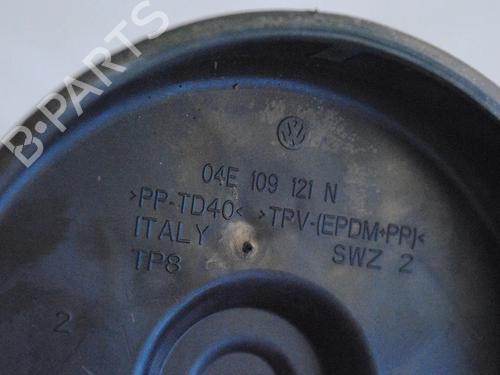 B-PARTS
04E 109 121 N
>PP-TD40< >TPV-(EPDM+PP)<
ITALY
SWZ 2
TP8
2